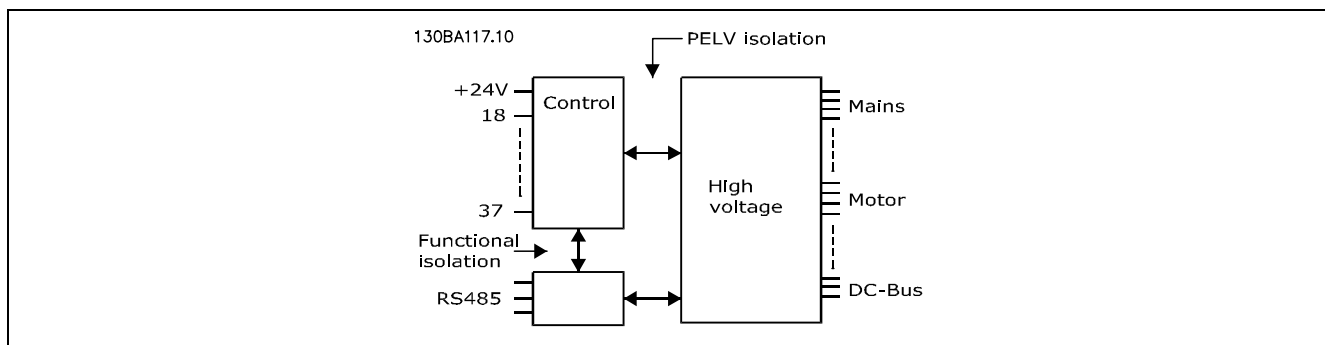 130BA117.10
PELV isolation
+24V
Control
18
Mains
High
voltage
37
Motor
Functional
isolation
RS485
DC-Bus